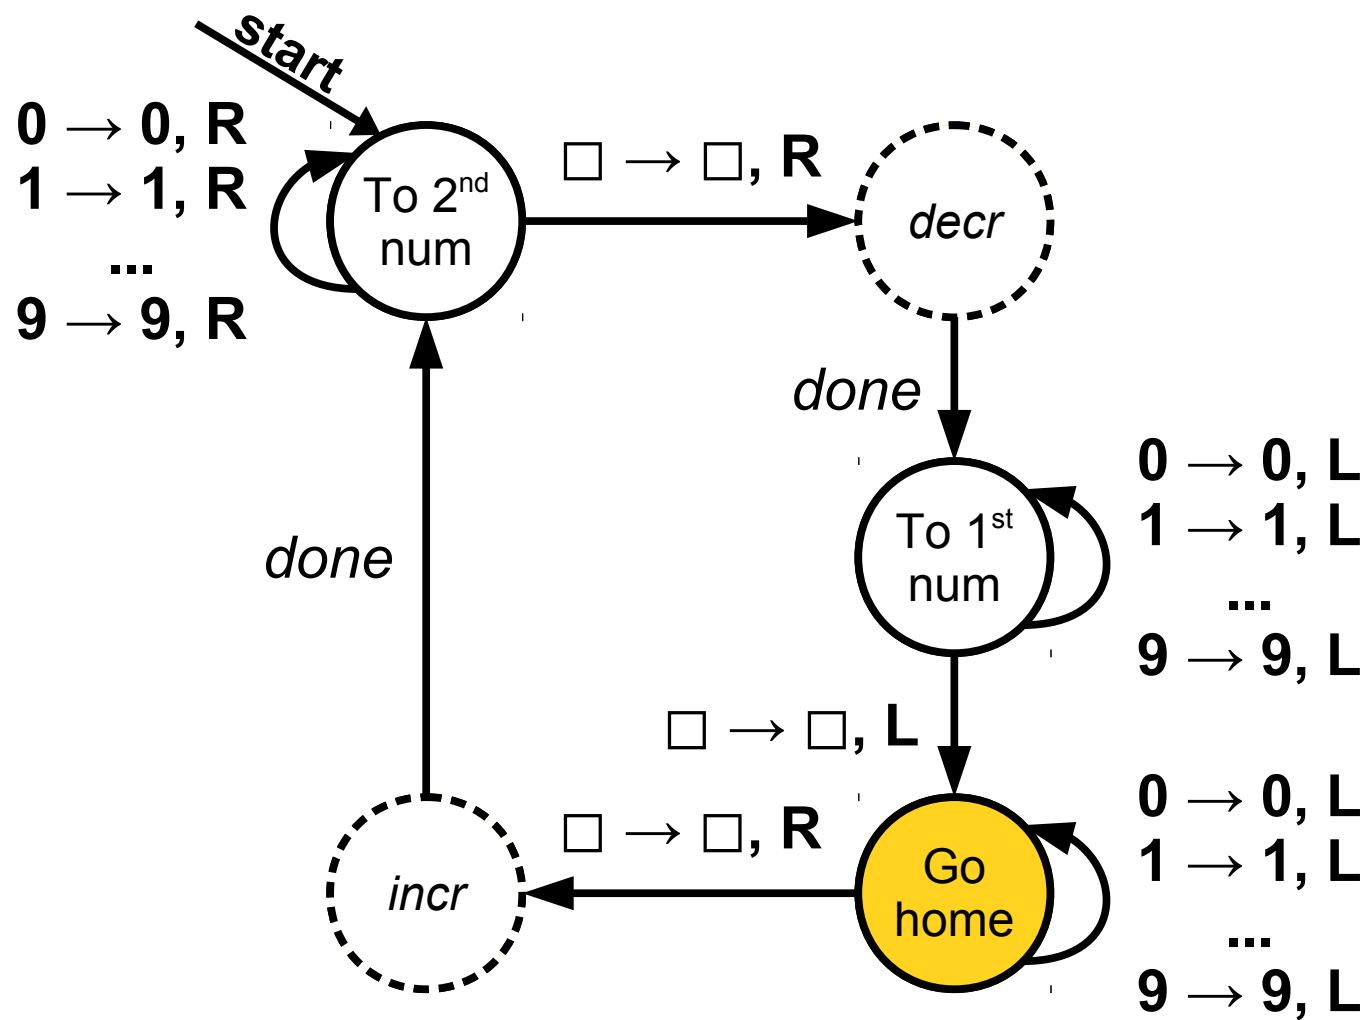 start
0 → 0, R
1 → 1, R
...
9 → 9, R
To 2nd
num
□ → □, R
decr
done
0 → 0, L
1 → 1, L
...
9 → 9, L
To 1st
num
done
□ → □, L
□ → □, R
0 → 0, L
1 → 1, L
...
9 → 9, L
Go
home
incr